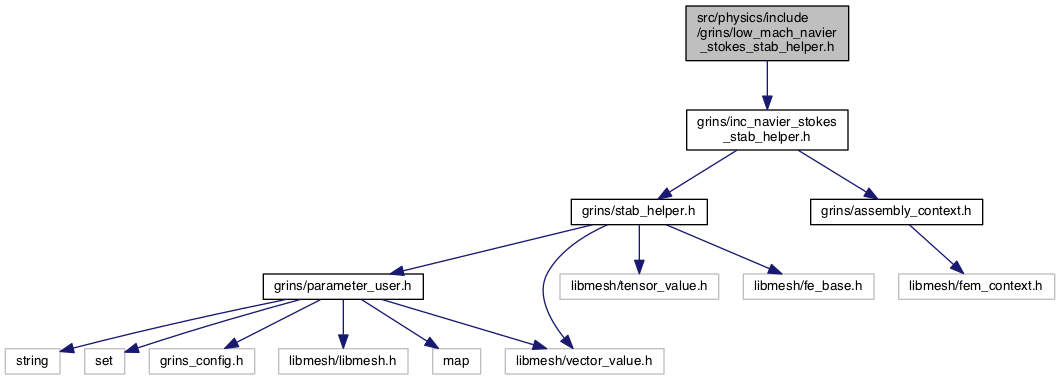 src/physics/include
/grins/low_mach_navier
_stokes_stab_helper.h
grins/inc_navier_stokes
_stab_helper.h
grins/stab_helper.h
grins/assembly_context.h
grins/parameter_user.h
libmesh/tensor_value.h
libmesh/fe_base.h
libmesh/fem_context.h
string
set
grins_config.h
libmesh/libmesh.h
map
libmesh/vector_value.h